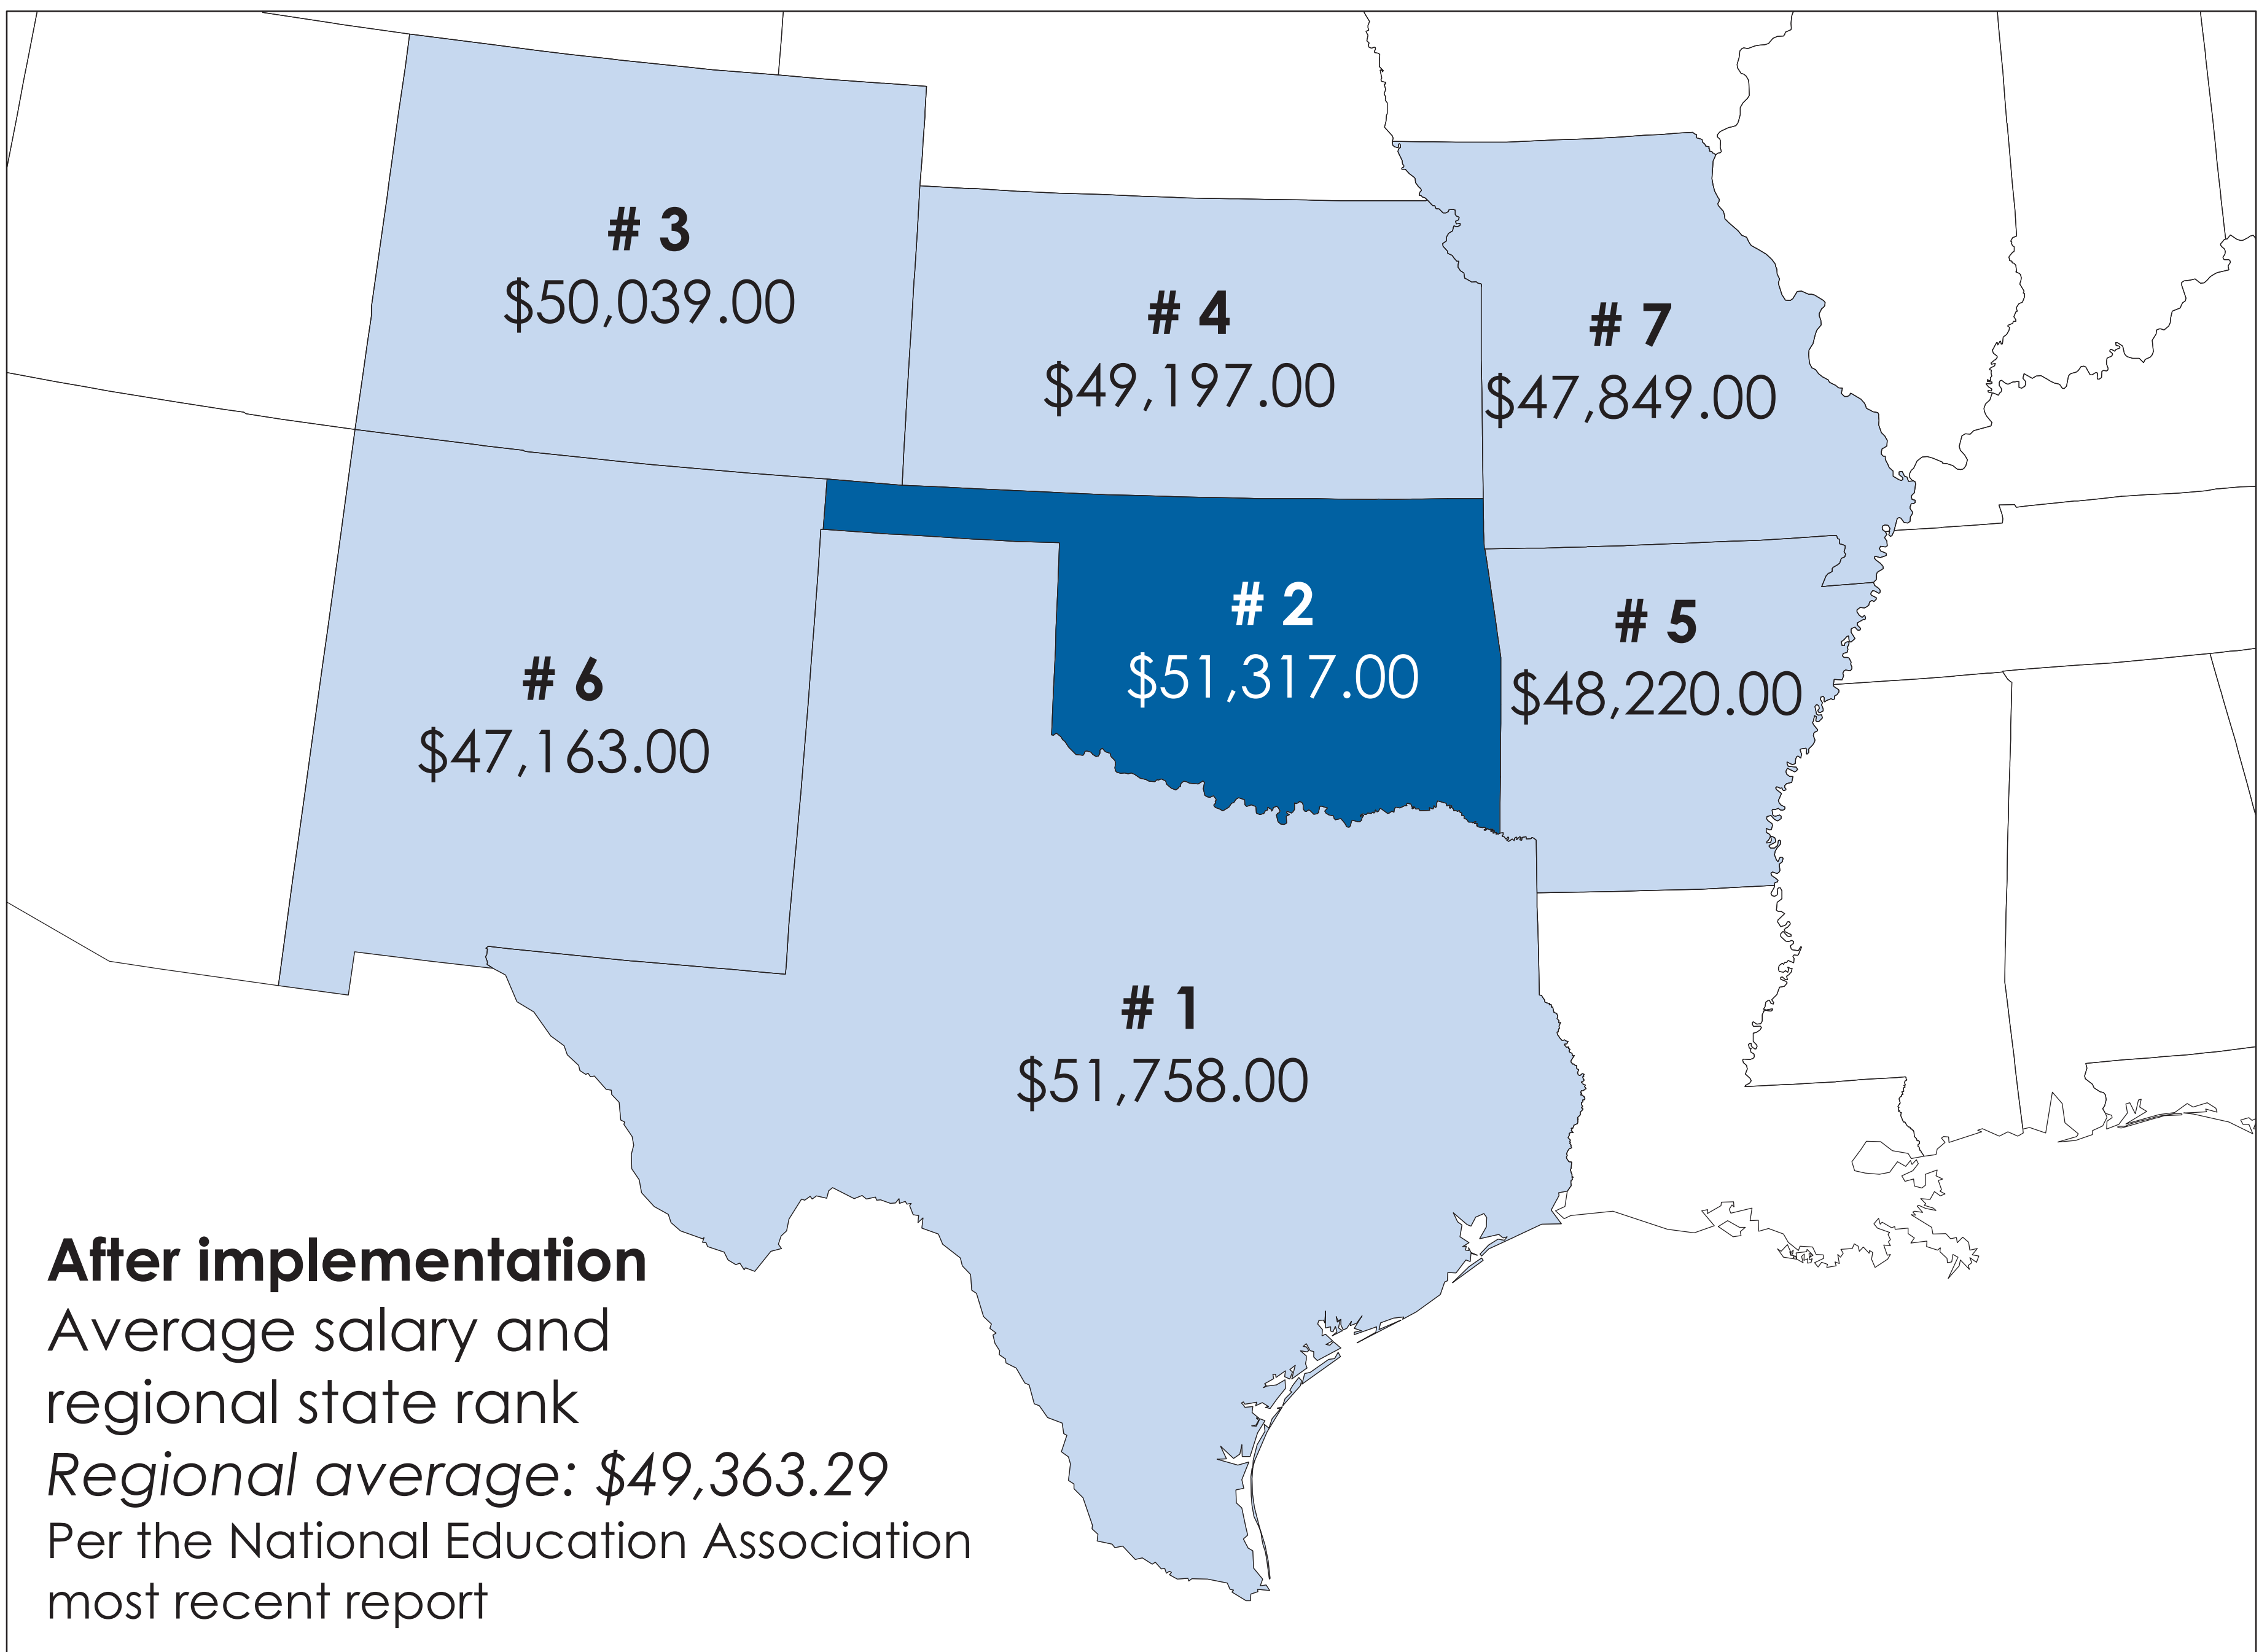 # 3
$50,039.00
# 4
$49,197.00
# 7
$47,849.00
# 2
$51,317.00
# 5
$48,220.00
# 6
$47,163.00
# 1
$51,758.00
After implementation
Average salary and
regional state rank
Regional average: $49,363.29
Per the National Education Association
most recent report